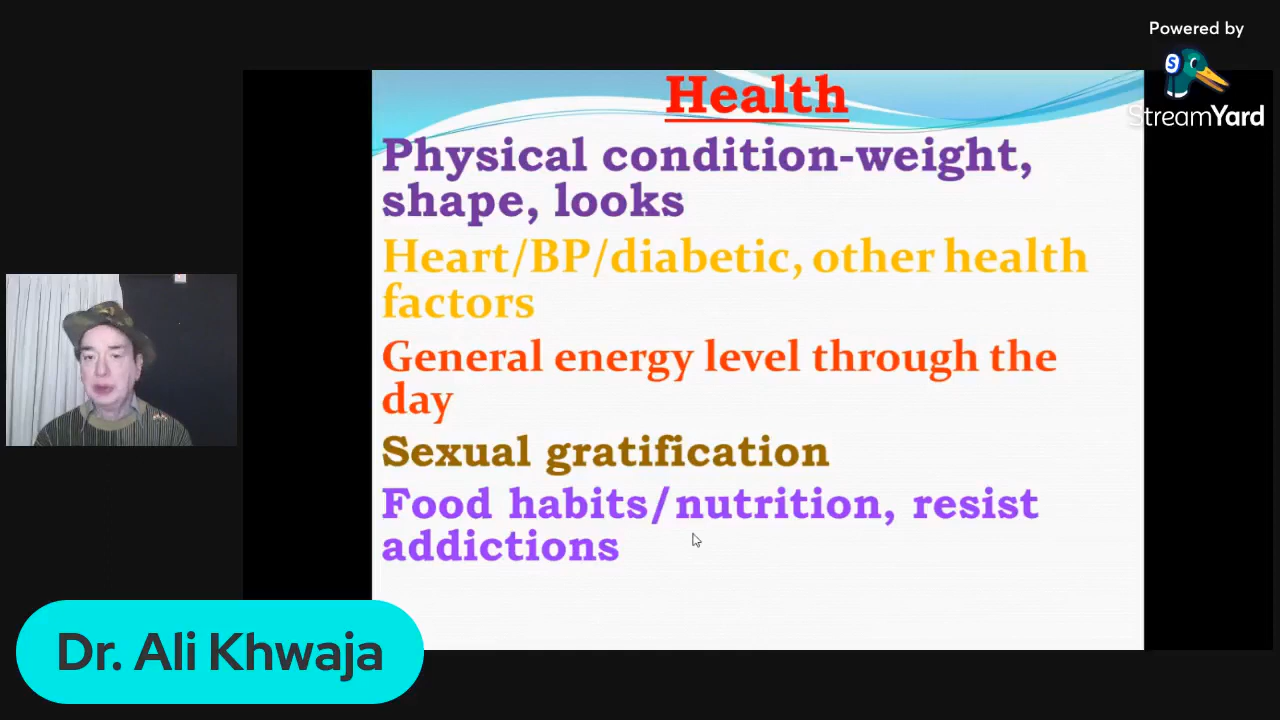 Powered by
S
StreamYard
Health
Physical condition-weight,
shape, looks
Heart/BP/diabetic, other health
factors
General energy level through the
day
Sexual gratification
Food habits/nutrition, resist
addictions
Dr. Ali Khwaja